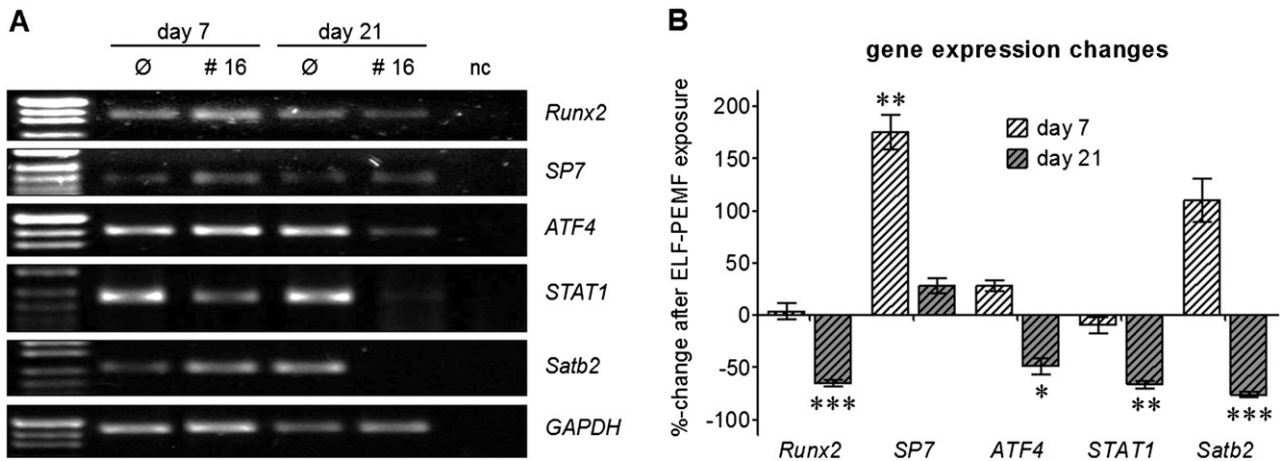 A
day 7 day 21
Ø # 16 Ø # 16 nc
Runx2
SP7
ATF4
STAT1
Satb2
GAPDH
B
gene expression changes
%-change after ELF-PEMF exposure
200
150
100
50
0
-50
-100
**
day 7
day 21
***
*
**
***
Runx2 SP7 ATF4 STAT1 Satb2